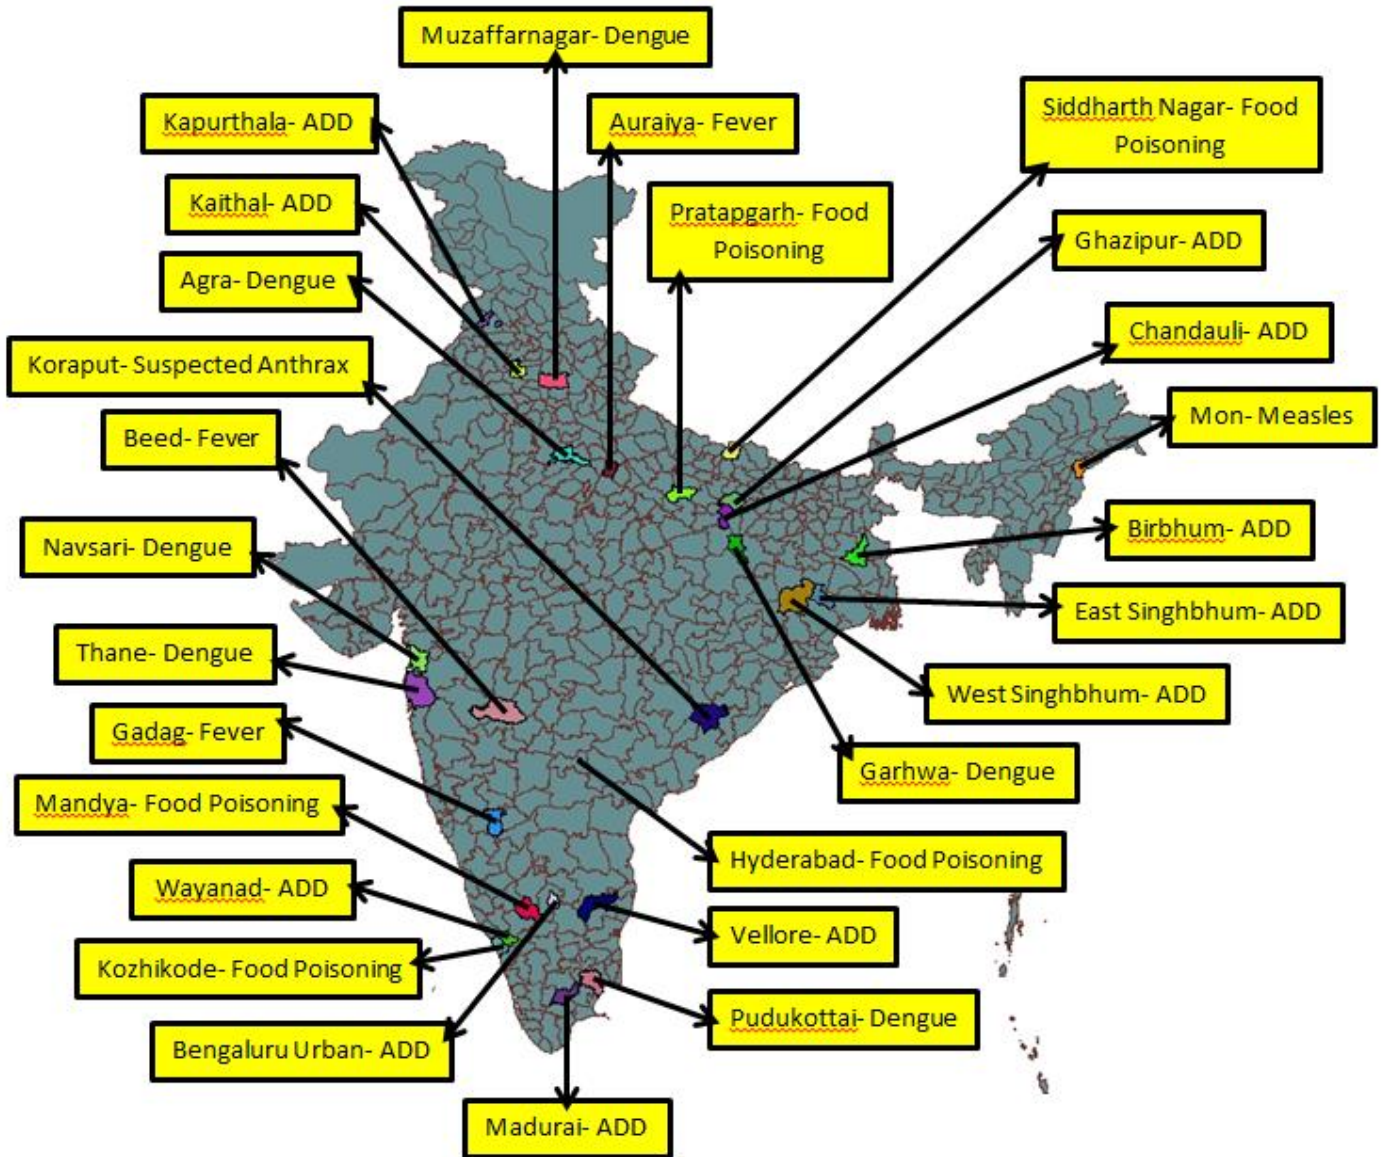 Muzaffarnagar- Dengue
Kapurthala- ADD
Auraiya- Fever
Siddharth Nagar- Food
Poisoning
Kaithal- ADD
Pratapgarh- Food
Poisoning
Ghazipur- ADD
Agra- Dengue
Chandauli- ADD
Koraput- Suspected Anthrax
Mon- Measles
Beed- Fever
Birbhum- ADD
Navsari- Dengue
East Singhbhum- ADD
Thane- Dengue
West Singhbhum- ADD
Gadag- Fever
Garhwa- Dengue
Mandya- Food Poisoning
Hyderabad- Food Poisoning
Wayanad- ADD
Vellore- ADD
Kozhikode- Food Poisoning
Pudukottai- Dengue
Bengaluru Urban- ADD
Madurai- ADD